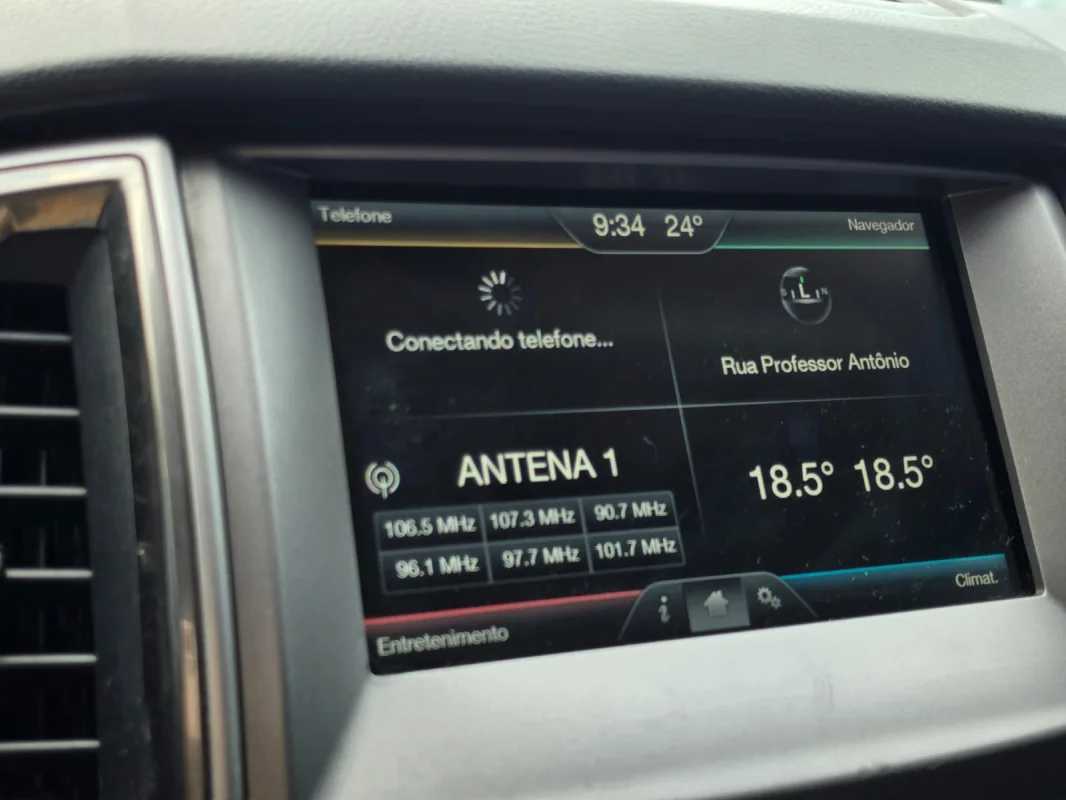 Telefone
9:34 24°
Navegador
Conectando telefone...
L
Rua Professor Antônio
ANTENA 1
106.5 MHz 107.3 MHz 90.7 MHz
96.1 MHz 97.7 MHz 101.7 MHz
18.5° 18.5°
Entretenimento
i
Climat.